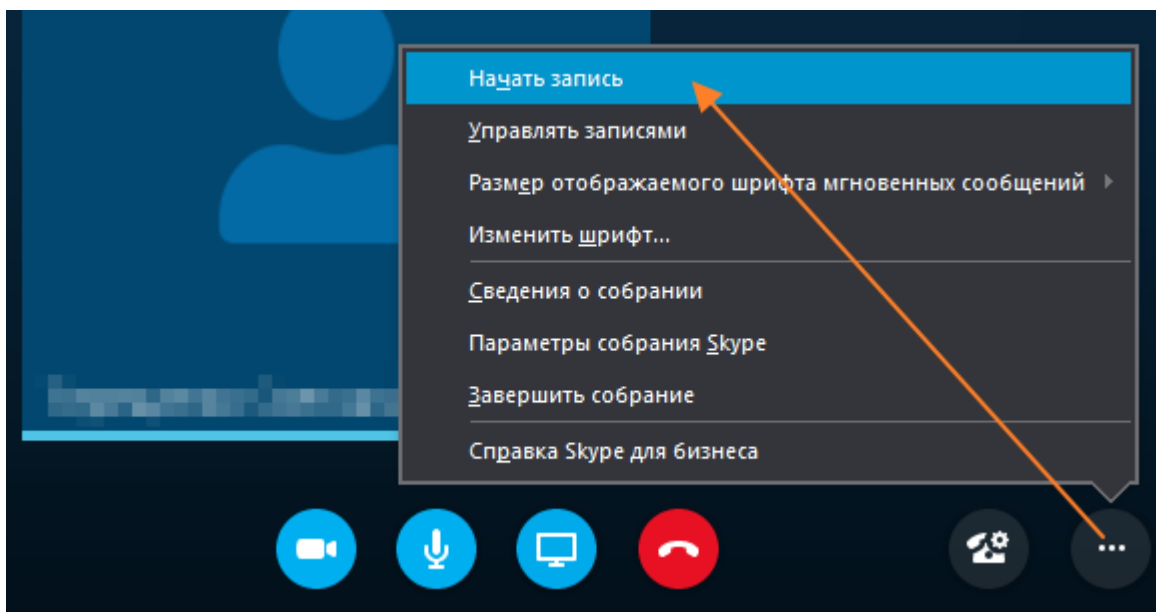 Начать запись
Управлять записями
Размер отображаемого шрифта мгновенных сообщений
Изменить шрифт...
Сведения о собрании
Параметры собрания Skype
Завершить собрание
Справка Skype для бизнеса